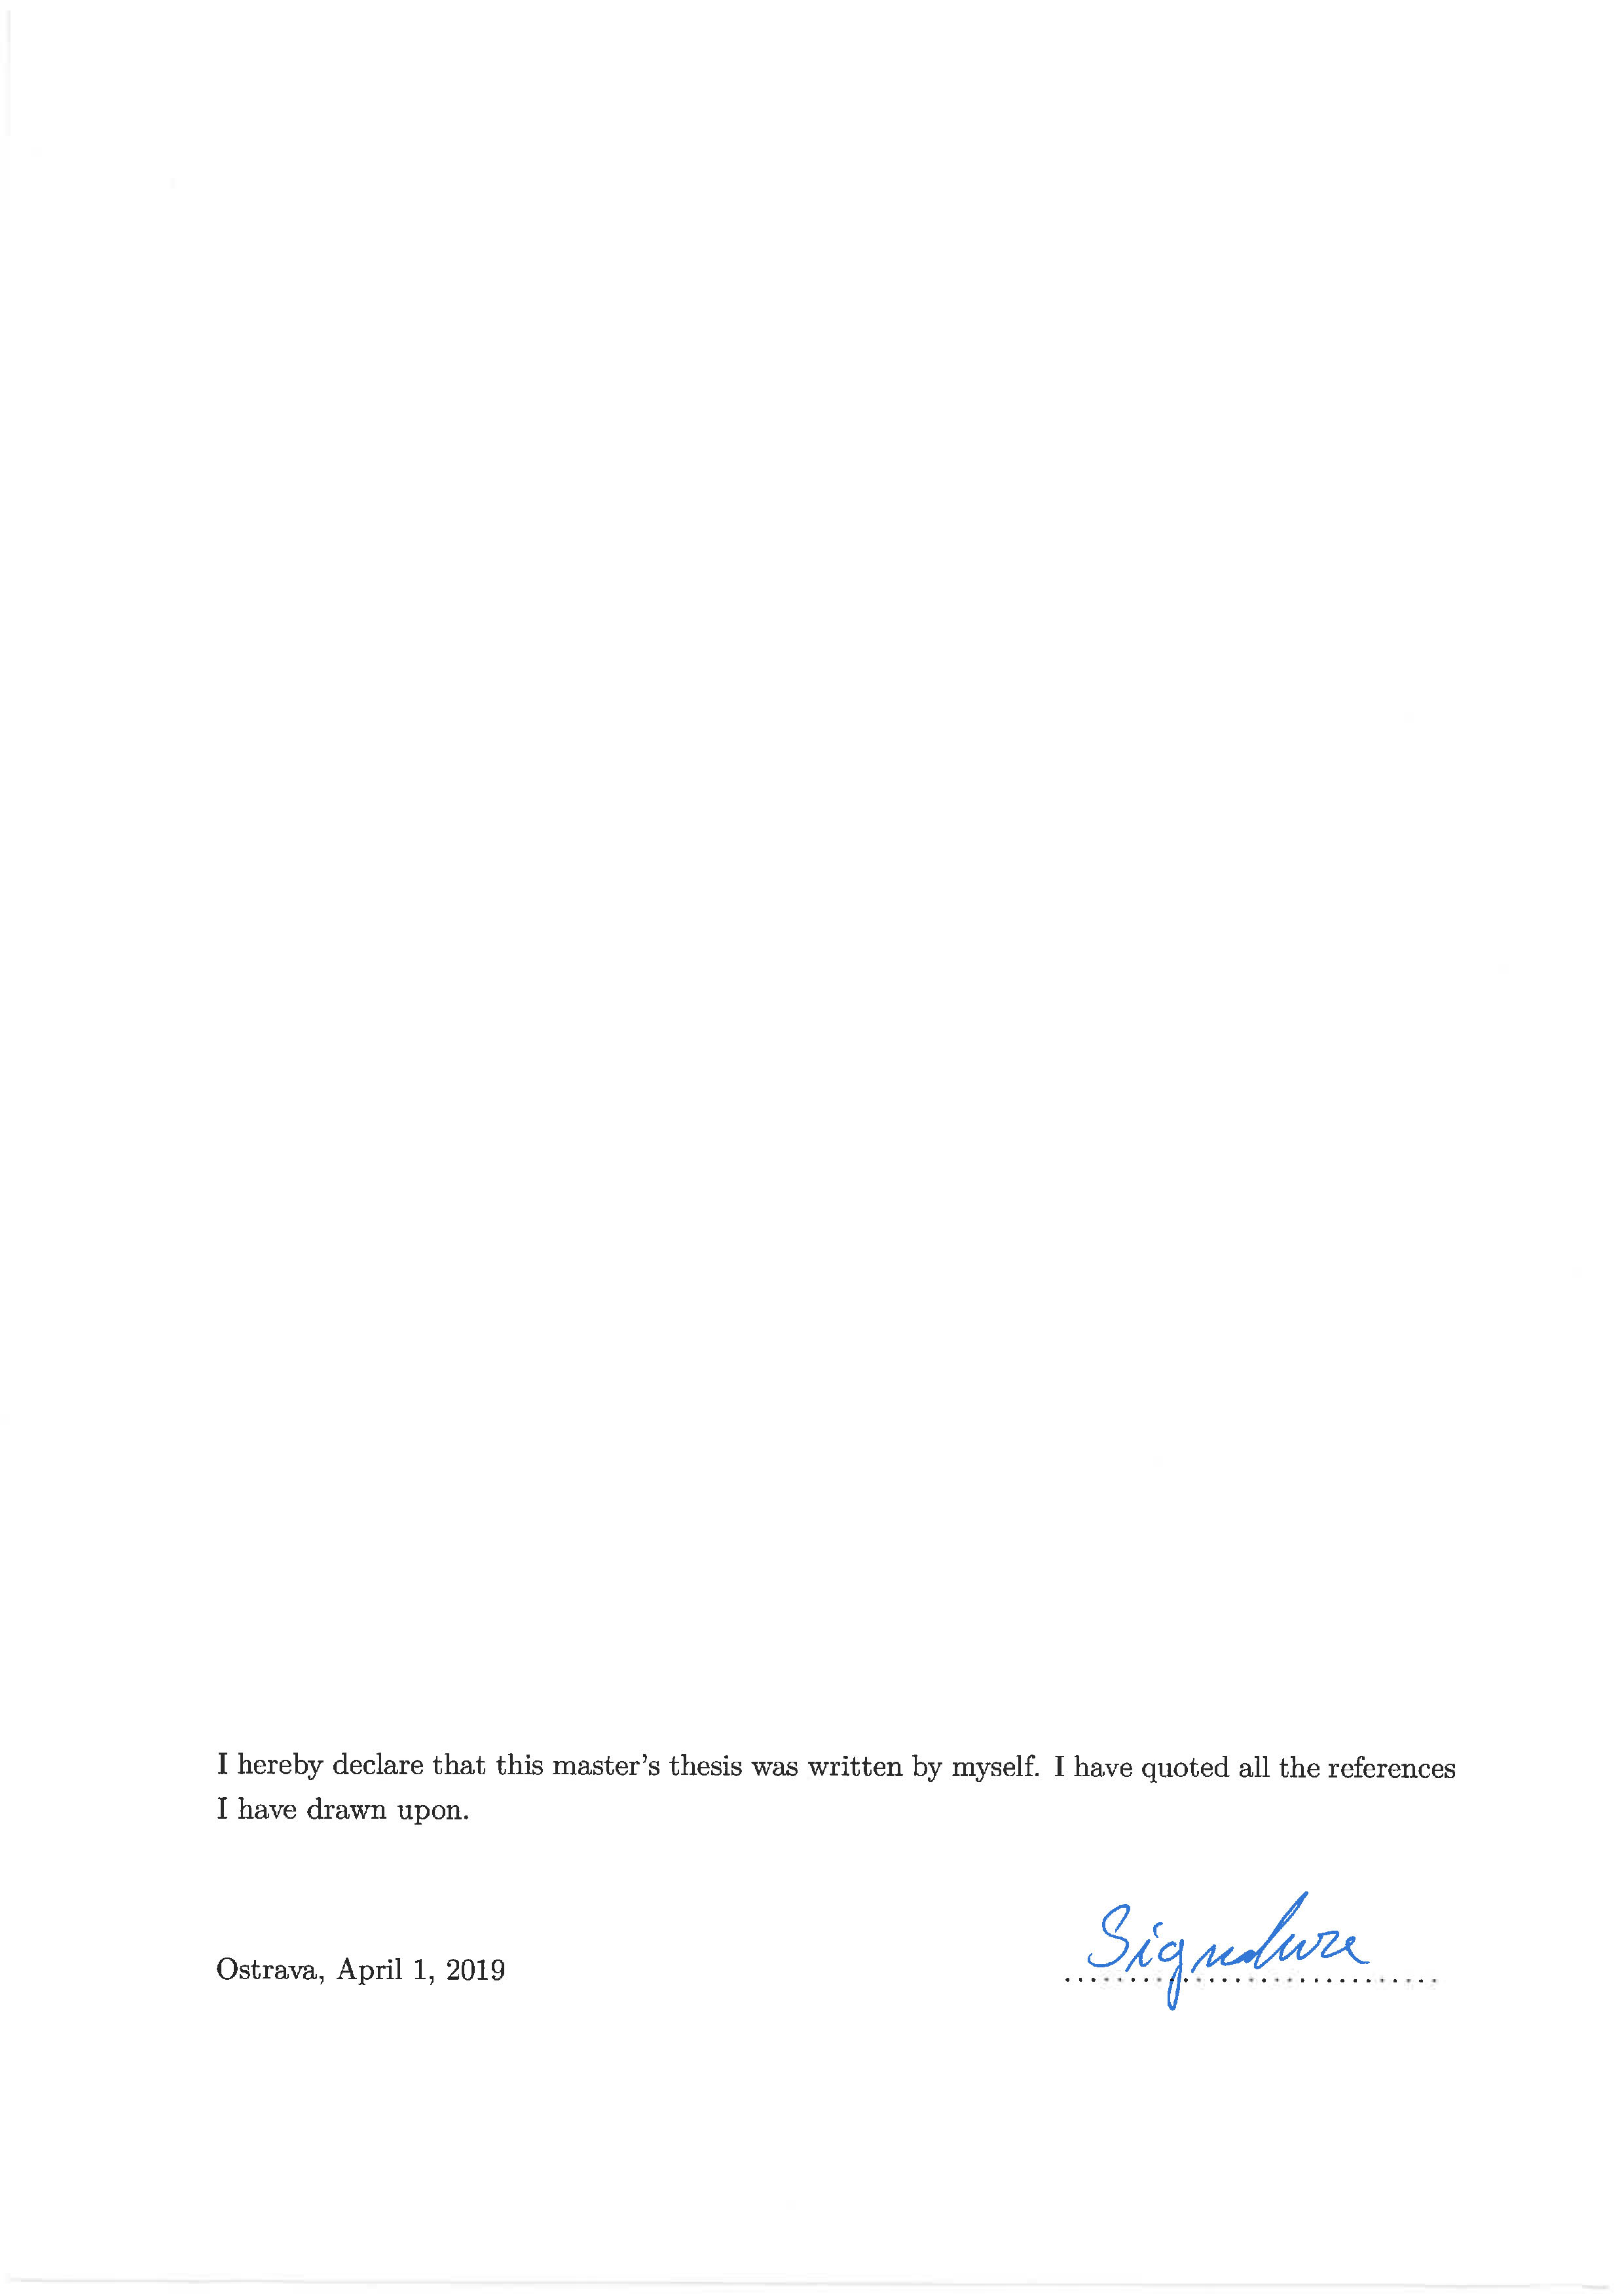 I hereby declare that this master's thesis was written by myself. I have quoted all the references
I have drawn upon.
Signature
Ostrava, April 1, 2019